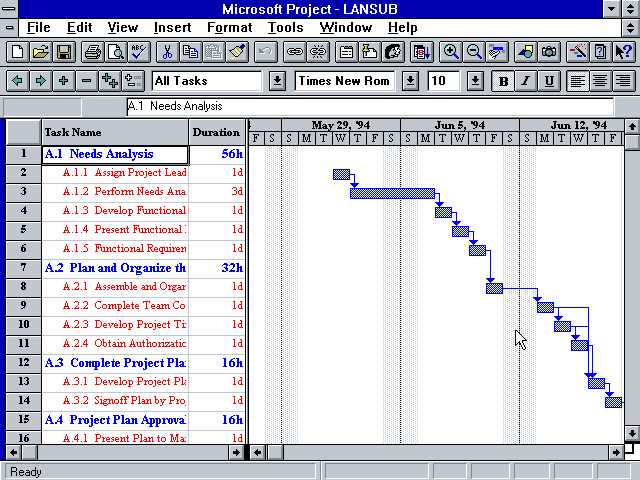 Microsoft Project - LANSUB
File Edit View Insert Format Tools Window Help
All Tasks Times New Rom 10 B I U
A.1 Needs Analysis
Task Name Duration
May 29, '94 Jun 5, '94 Jun 12, '94
F S S M T W T F S S M T W T F S S M T W T F
1 A.1 Needs Analysis 56h
2 A.1.1 Assign Project Lead 1d
3 A.1.2 Perform Needs Ana 3d
4 A.1.3 Develop Functional 1d
5 A.1.4 Present Functional 1d
6 A.1.5 Functional Requiren 1d
7 A.2 Plan and Organize th 32h
8 A.2.1 Assemble and Organ 1d
9 A.2.2 Complete Team Co 1d
10 A.2.3 Develop Project Ti 1d
11 A.2.4 Obtain Authorizatio 1d
12 A.3 Complete Project Pla 16h
13 A.3.1 Develop Project Pla 1d
14 A.3.2 Signoff Plan by Pro 1d
15 A.4 Project Plan Approva 16h
16 A.4.1 Present Plan to Ma 1d
Ready